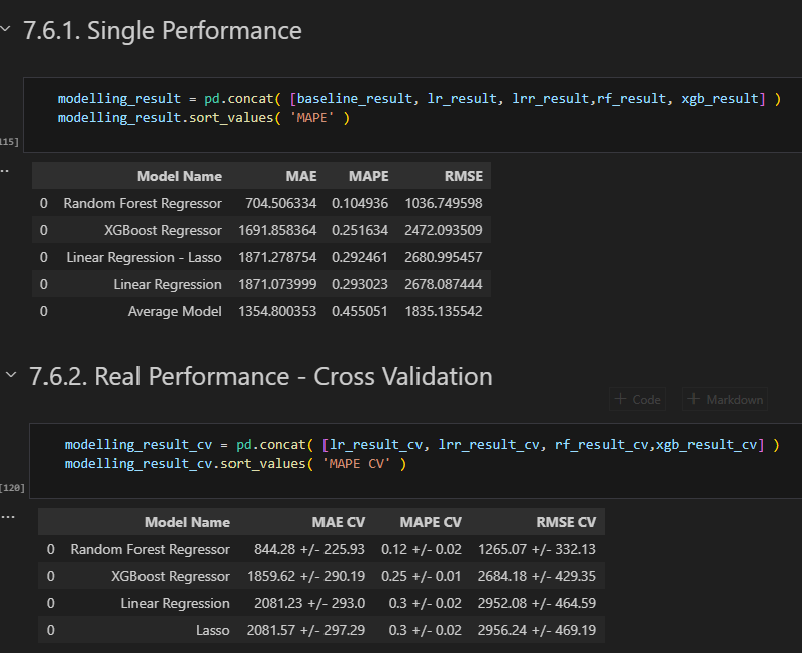 7.6.1. Single Performance
modelling_result = pd.concat( [baseline_result, lr_result, lrr_result,rf_result, xgb_result] )
modelling_result.sort_values( 'MAPE' )
115]
..
Model Name MAE MAPE RMSE
0 Random Forest Regressor 704.506334 0.104936 1036.749598
0 XGBoost Regressor 1691.858364 0.251634 2472.093509
0 Linear Regression - Lasso 1871.278754 0.292461 2680.995457
0 Linear Regression 1871.073999 0.293023 2678.087444
0 Average Model 1354.800353 0.455051 1835.135542
7.6.2. Real Performance - Cross Validation
+ Code + Markdown
modelling_result_cv = pd.concat( [lr_result_cv, lrr_result_cv, rf_result_cv,xgb_result_cv] )
modelling_result_cv.sort_values( 'MAPE CV' )
[120]
...
Model Name MAE CV MAPE CV RMSE CV
0 Random Forest Regressor 844.28 +/- 225.93 0.12 +/- 0.02 1265.07 +/- 332.13
0 XGBoost Regressor 1859.62 +/- 290.19 0.25 +/- 0.01 2684.18 +/- 429.35
0 Linear Regression 2081.23 +/- 293.0 0.3 +/- 0.02 2952.08 +/- 464.59
0 Lasso 2081.57 +/- 297.29 0.3 +/- 0.02 2956.24 +/- 469.19